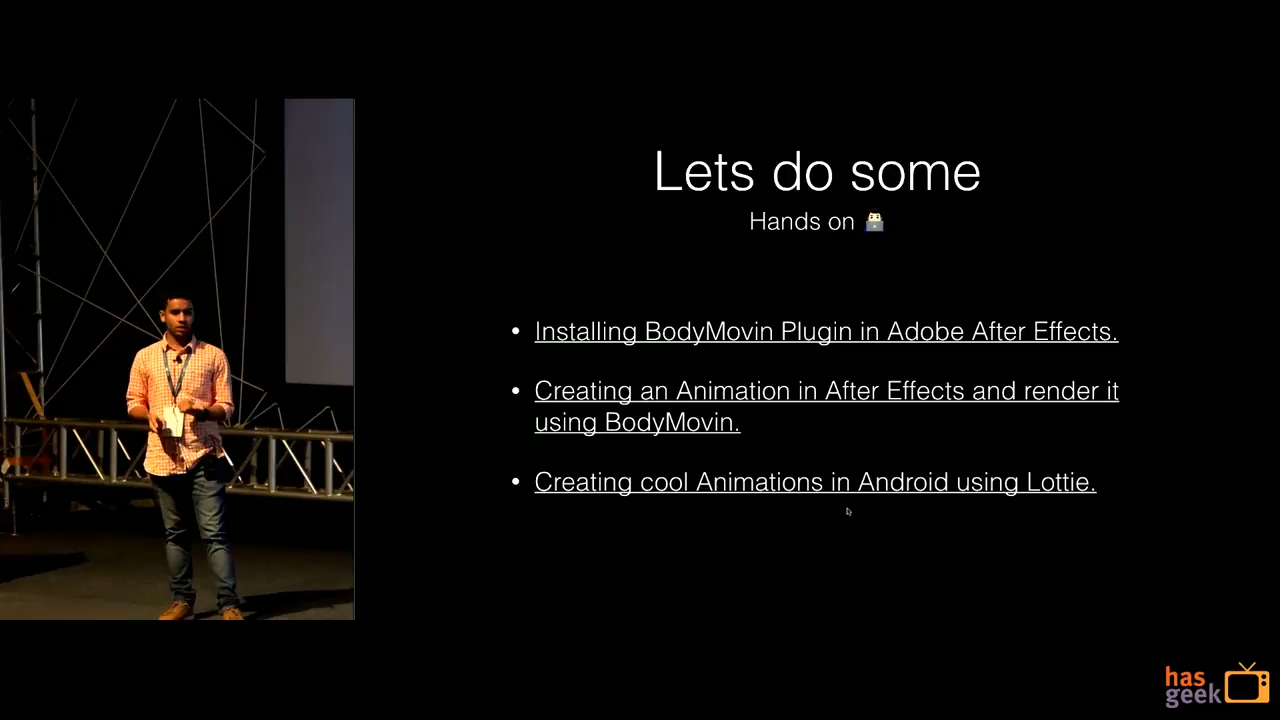 Lets do some
Hands on 👨🏻‍💻
• Installing BodyMovin Plugin in Adobe After Effects.
• Creating an Animation in After Effects and render it
using BodyMovin.
• Creating cool Animations in Android using Lottie.
has
geek